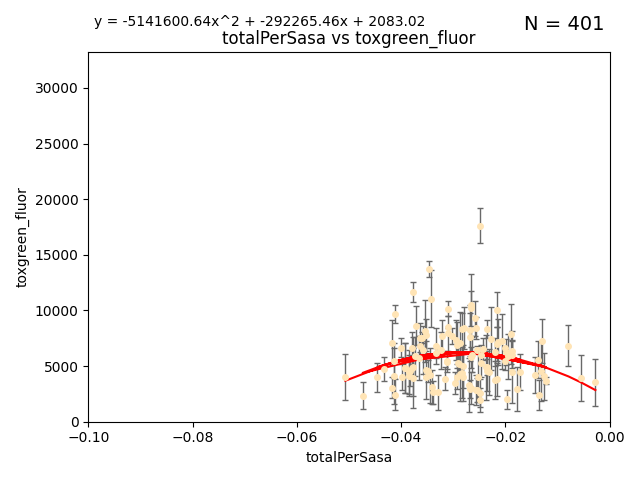 y = -5141600.64x^2 + -292265.46x + 2083.02
N = 401
totalPerSasa vs toxgreen_fluor
30000
25000
20000
15000
10000
5000
0
toxgreen_fluor
−0.10
−0.08
−0.06
−0.04
−0.02
0.00
totalPerSasa